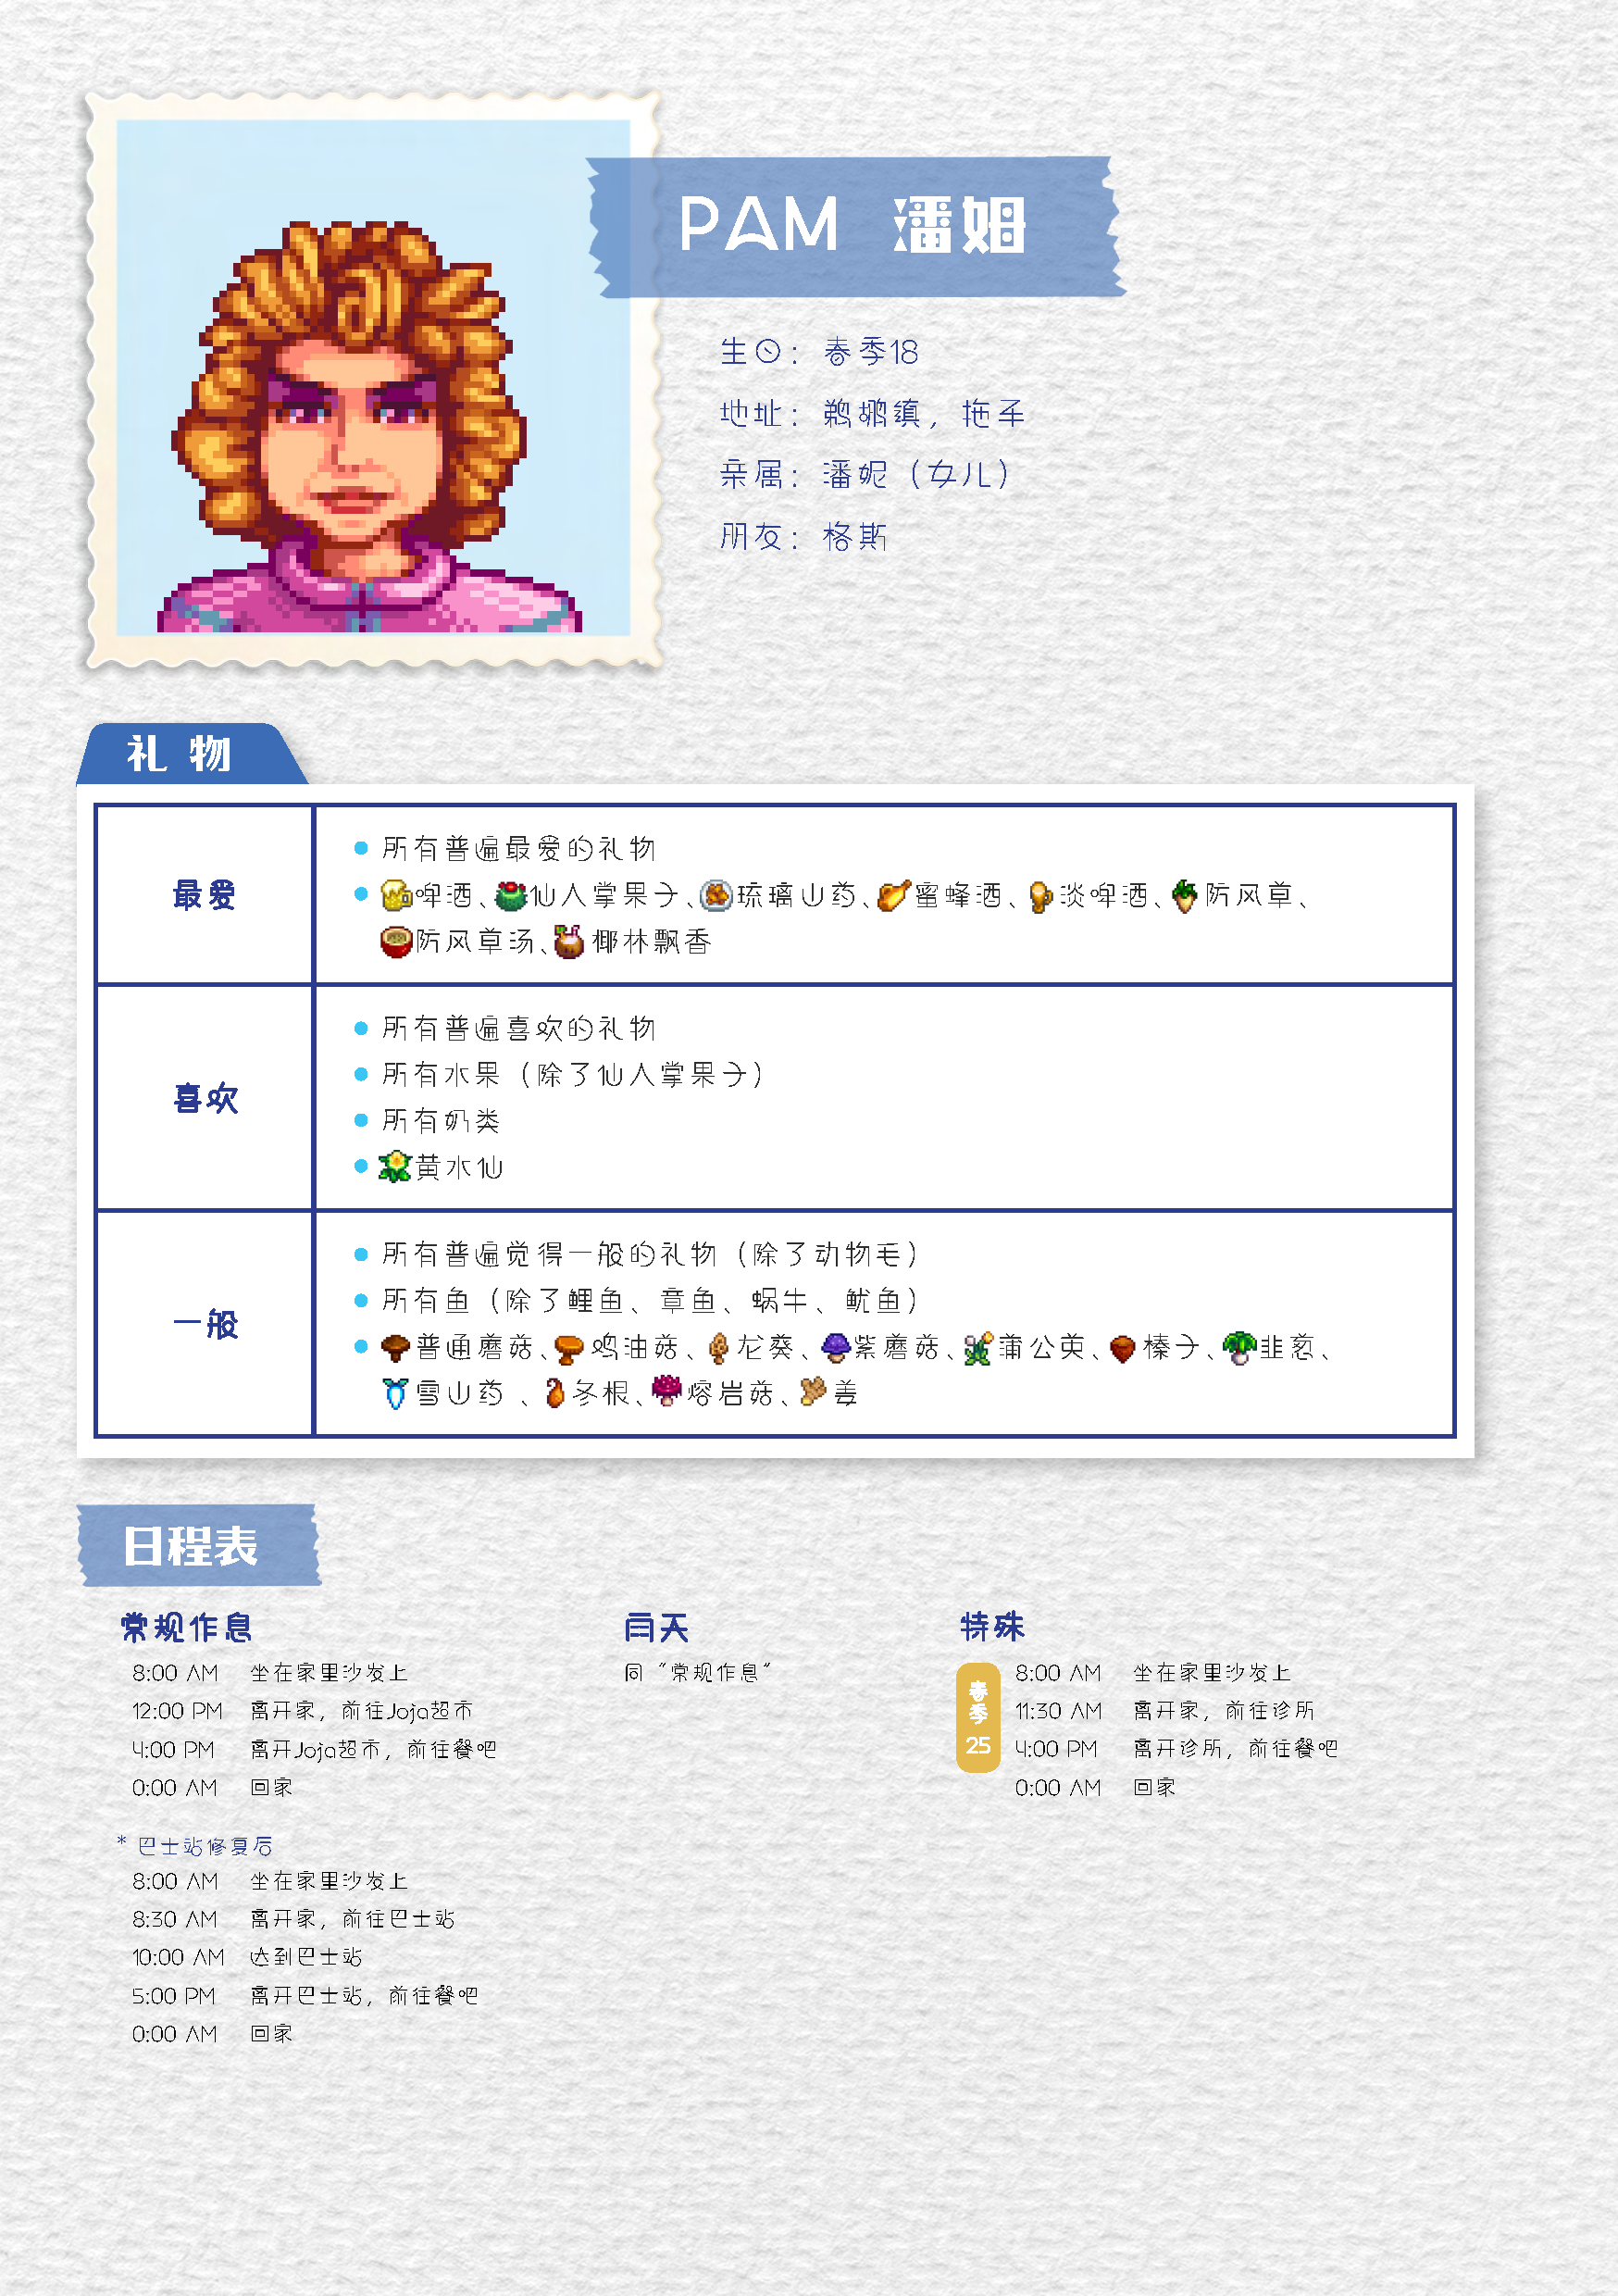 PAM 潘姆
生日：春季18
地址：鹈鹕镇，拖车
亲属：潘妮（女儿）
朋友：格斯
礼 物
最爱
● 所有普遍最爱的礼物
● 啤酒、仙人掌果子、琉璃山药、蜜蜂酒、淡啤酒、防风草、
防风草汤、椰林飘香
喜欢
● 所有普遍喜欢的礼物
● 所有水果（除了仙人掌果子）
● 所有奶类
● 黄水仙
一般
● 所有普遍觉得一般的礼物（除了动物毛）
● 所有鱼（除了鲤鱼、章鱼、蜗牛、鱿鱼）
● 普通蘑菇、鸡油菇、龙葵、紫蘑菇、蒲公英、榛子、韭葱、
雪山药 、冬根、熔岩菇、姜
日程表
常规作息
8:00 AM 坐在家里沙发上
12:00 PM 离开家，前往Joja超市
4:00 PM 离开Joja超市，前往餐吧
0:00 AM 回家
* 巴士站修复后
8:00 AM 坐在家里沙发上
8:30 AM 离开家，前往巴士站
10:00 AM 达到巴士站
5:00 PM 离开巴士站，前往餐吧
0:00 AM 回家
雨天
同“常规作息”
特殊
春季25
8:00 AM 坐在家里沙发上
11:30 AM 离开家，前往诊所
4:00 PM 离开诊所，前往餐吧
0:00 AM 回家